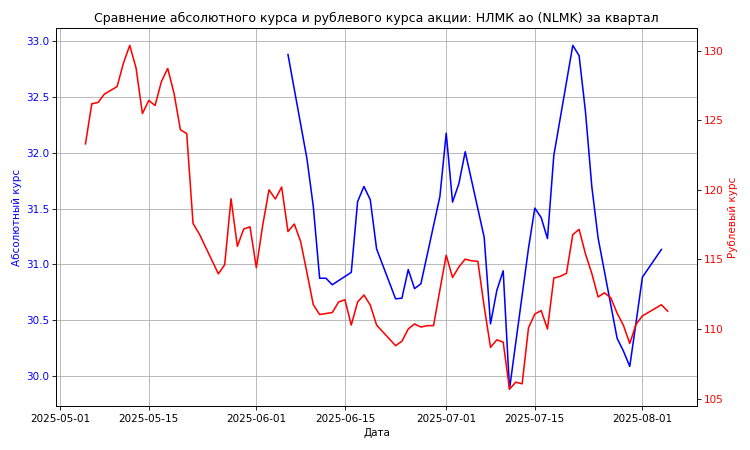 Сравнение абсолютного курса и рублевого курса акции: НЛМК ао (NLMK) за квартал
33.0
32.5
32.0
31.5
31.0
30.5
30.0
Абсолютный курс
130
125
120
115
110
105
Рублевый курс
2025-05-01 2025-05-15 2025-06-01 2025-06-15 2025-07-01 2025-07-15 2025-08-01
Дата